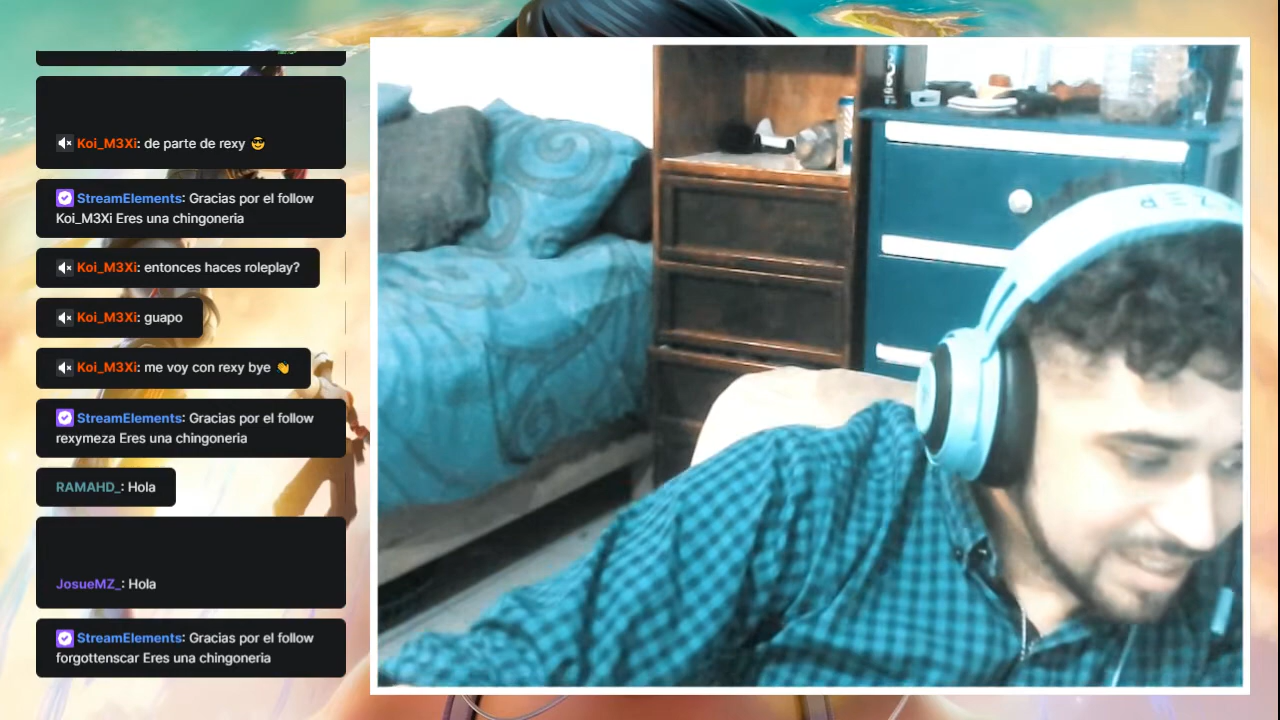 Koi_M3Xi: de parte de rexy 😎
StreamElements: Gracias por el follow
Koi_M3Xi Eres una chingoneria
Koi_M3Xi: entonces haces roleplay?
Koi_M3Xi: guapo
Koi_M3Xi: me voy con rexy bye 👋
StreamElements: Gracias por el follow
rexymeza Eres una chingoneria
RAMAHD_: Hola
JosueMZ_: Hola
StreamElements: Gracias por el follow
forgottenscar Eres una chingoneria